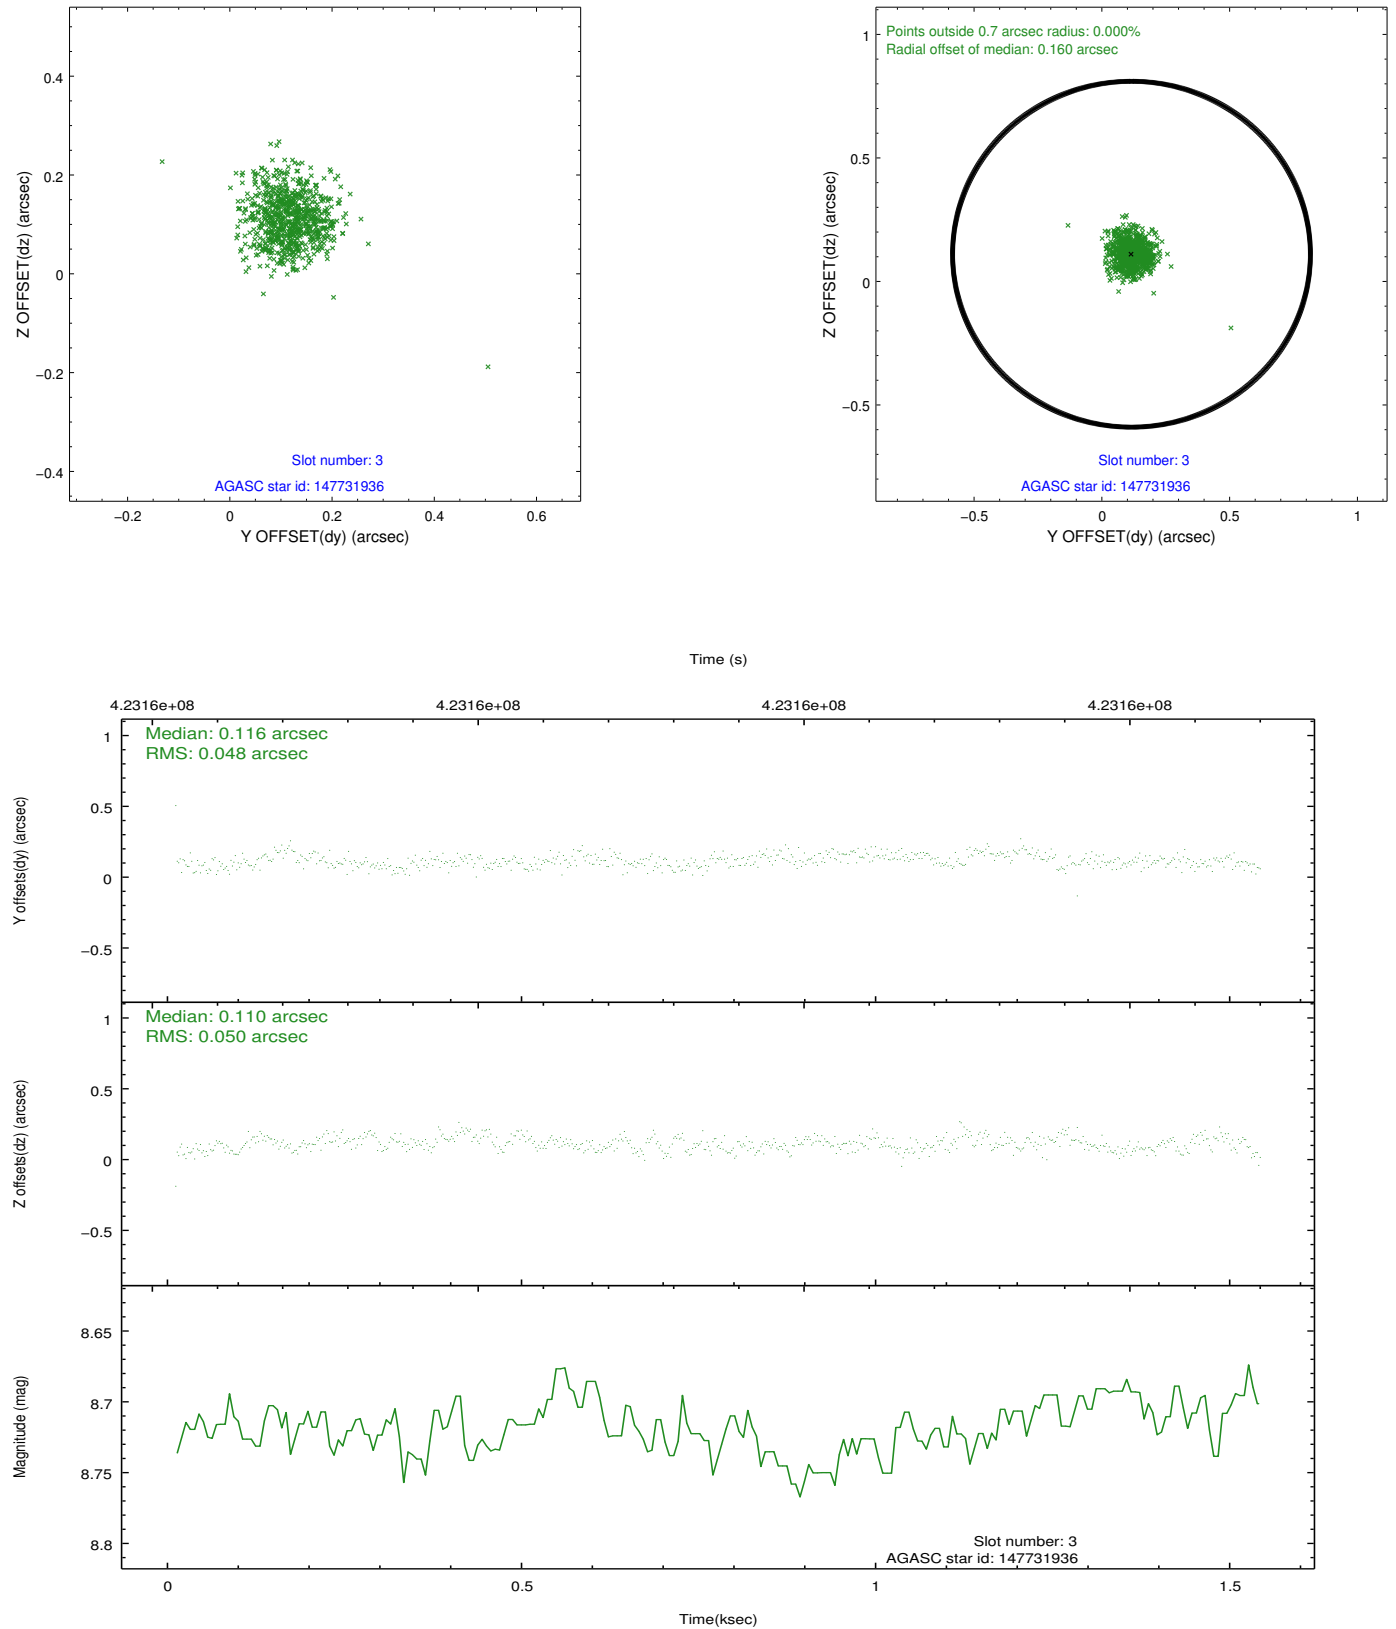 0.4
0.2
0
−0.2
−0.4
Z OFFSET(dz) (arcsec)
Slot number: 3
AGASC star id: 147731936
−0.2 0 0.2 0.4 0.6
Y OFFSET(dy) (arcsec)
Points outside 0.7 arcsec radius: 0.000%
Radial offset of median: 0.160 arcsec
1
0.5
0
−0.5
Z OFFSET(dz) (arcsec)
Slot number: 3
AGASC star id: 147731936
−0.5 0 0.5 1
Y OFFSET(dy) (arcsec)
Time (s)
4.2316e+08 4.2316e+08 4.2316e+08 4.2316e+08
Median: 0.116 arcsec
RMS: 0.048 arcsec
1
0.5
0
−0.5
Y offsets(dy) (arcsec)
Median: 0.110 arcsec
RMS: 0.050 arcsec
1
0.5
0
−0.5
Z offsets(dz) (arcsec)
8.65
8.7
8.75
8.8
Magnitude (mag)
Slot number: 3
AGASC star id: 147731936
0 0.5 1 1.5
Time(ksec)